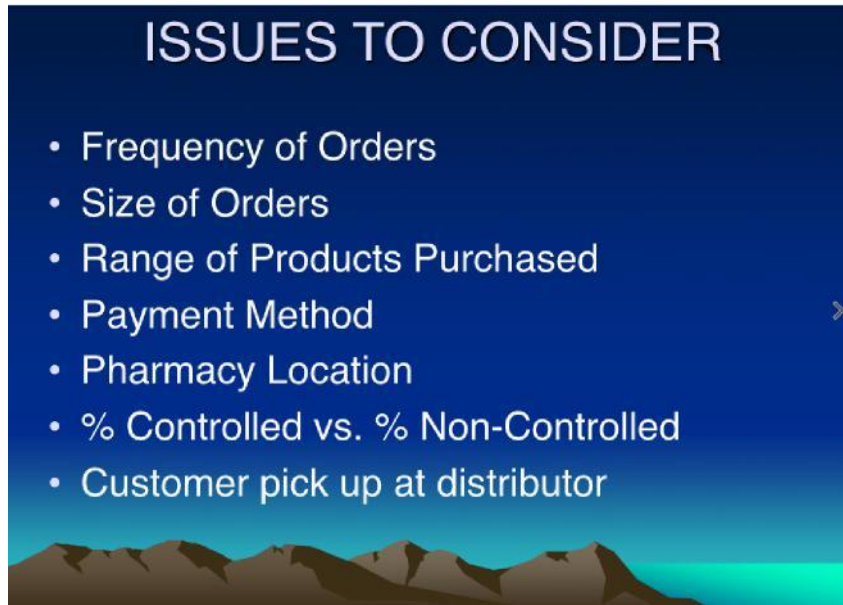 ISSUES TO CONSIDER
• Frequency of Orders
• Size of Orders
• Range of Products Purchased
• Payment Method
• Pharmacy Location
• % Controlled vs. % Non-Controlled
• Customer pick up at distributor